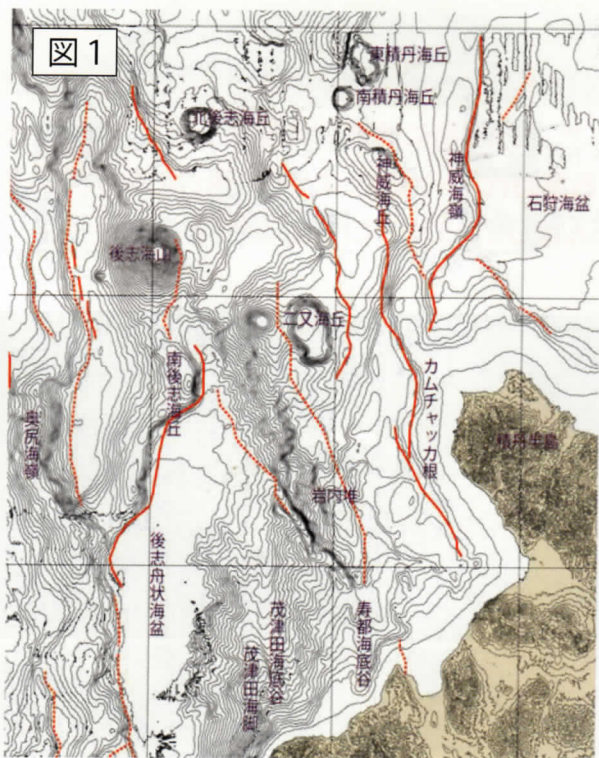 図1
東積丹海丘
南積丹海丘
北後志海丘
神威海丘
神威海嶺
石狩海盆
後志海山
二又海丘
南後志海丘
カムチャッカ根
奥尻海嶺
積丹半島
岩内堆
後志舟状海盆
茂津田海底谷
茂津田海脚
寿都海底谷